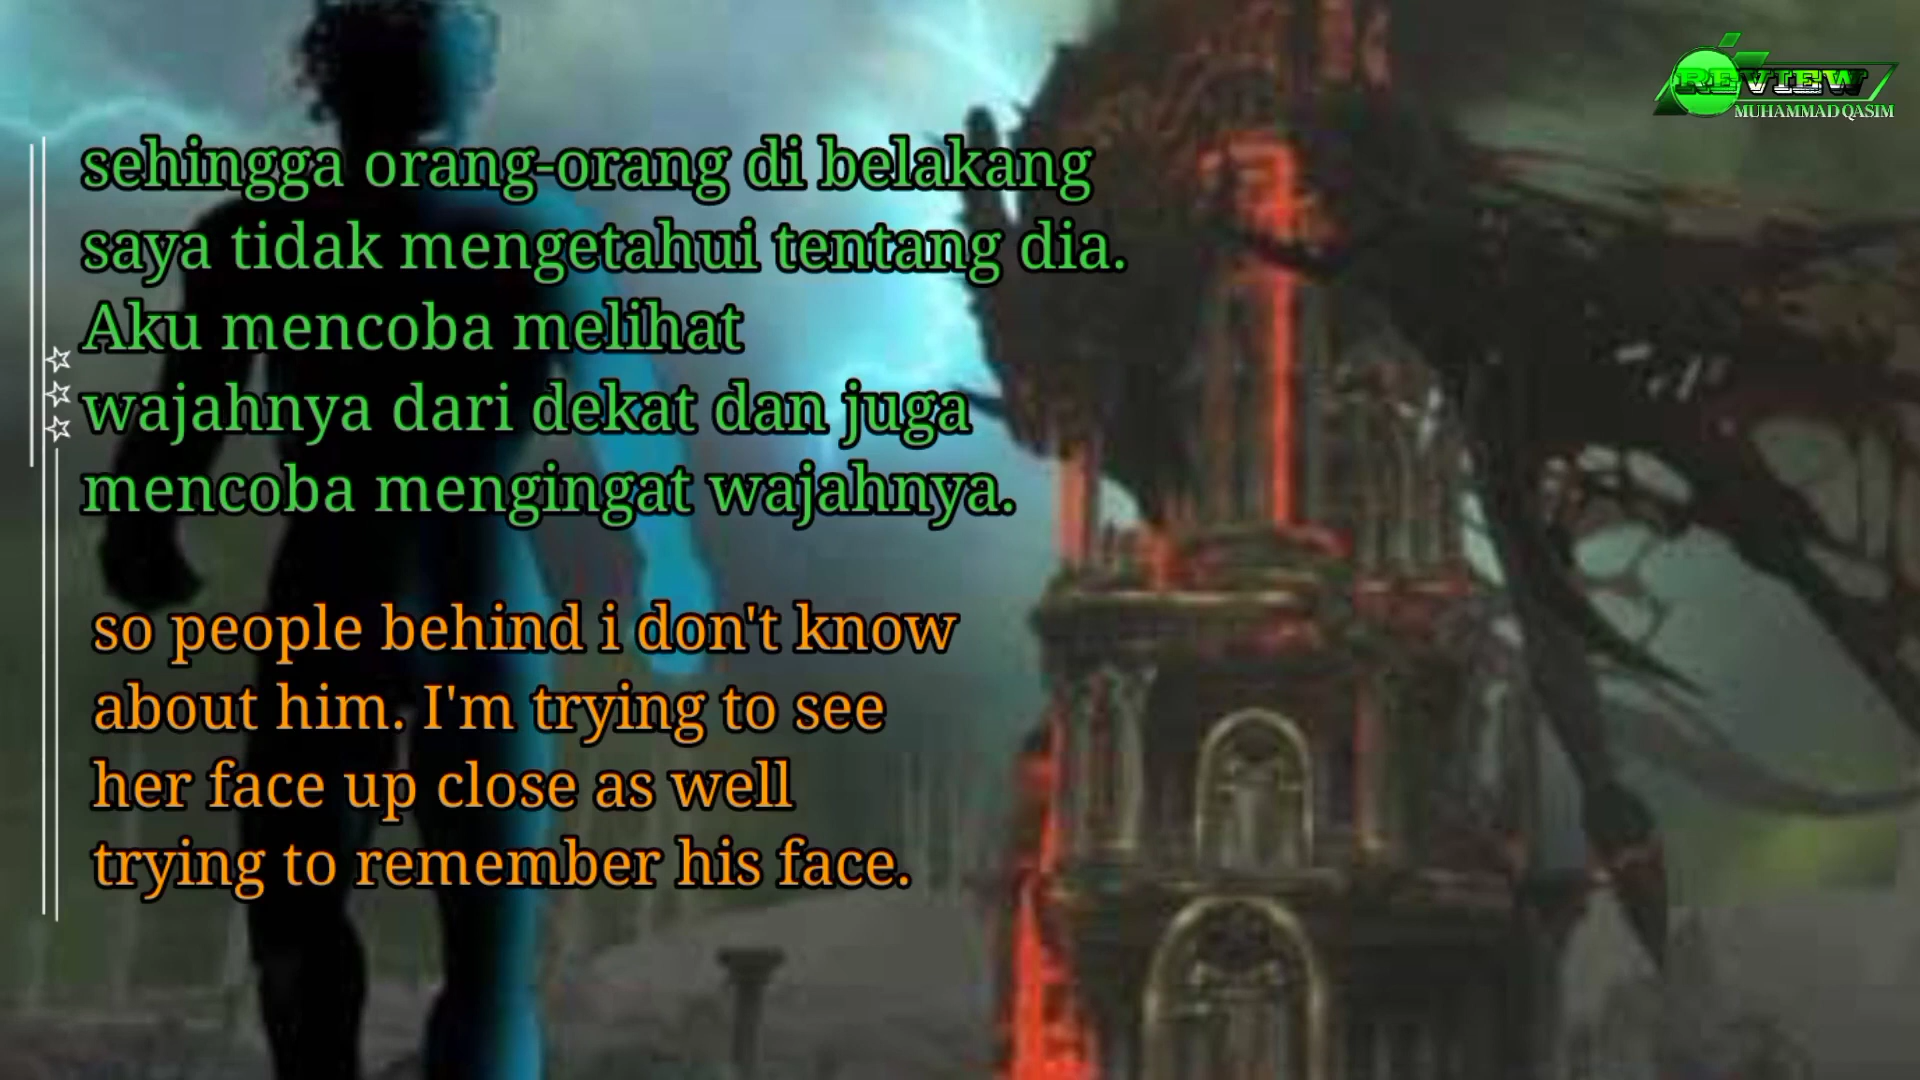 REVIEW
MUHAMMAD QASIM
sehingga orang-orang di belakang
saya tidak mengetahui tentang dia.
Aku mencoba melihat
wajahnya dari dekat dan juga
mencoba mengingat wajahnya.
so people behind i don't know
about him. I'm trying to see
her face up close as well
trying to remember his face.